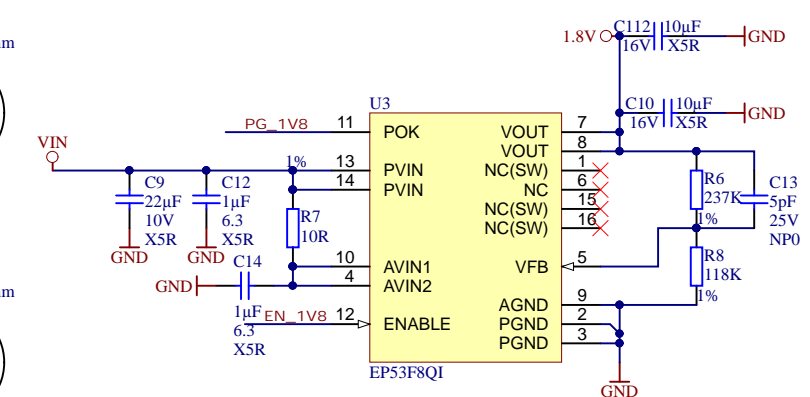 m
m
VIN
C9
22µF
10V
X5R
GND
C12
1µF
6.3
X5R
GND
1%
R7
10R
GND
C14
1µF
6.3
X5R
PG_1V8
EN_1V8
U3
11 POK
13 PVIN
14 PVIN
10 AVIN1
4 AVIN2
12 ENABLE
VOUT 7
VOUT 8
NC(SW) 1
NC 6
NC(SW) 15
NC(SW) 16
VFB 5
AGND 9
PGND 2
PGND 3
EP53F8QI
1.8V
C112 10µF
16V X5R
GND
C10 10µF
16V X5R
GND
R6
237K
1%
C13
5pF
25V
NP0
R8
118K
1%
GND